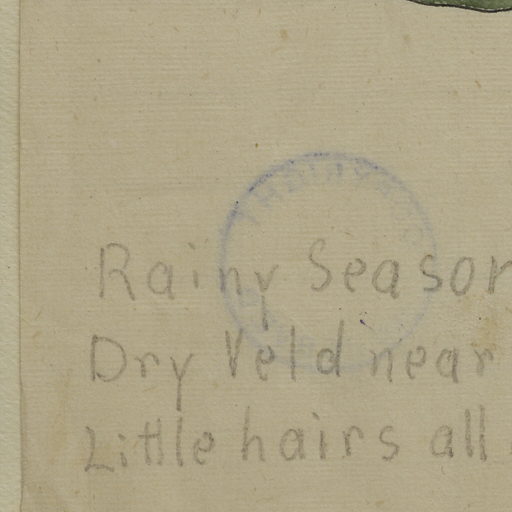 Rainy Season
Dry Veld near
Little hairs all